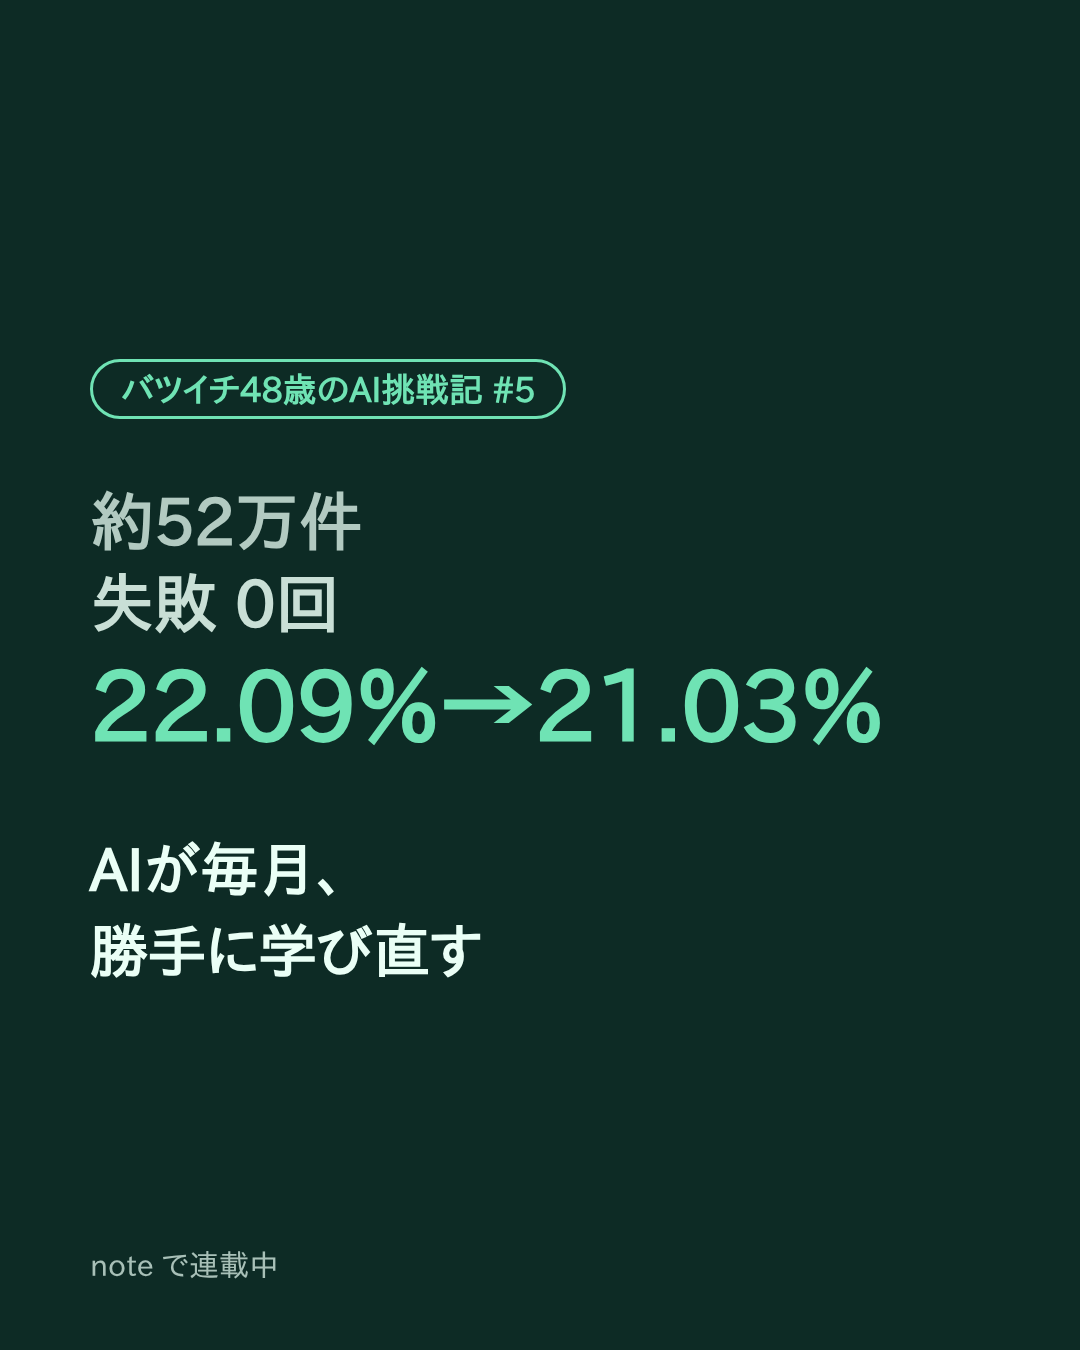 バツイチ48歳のAI挑戦記 #5
約52万件
失敗 0回
22.09%→21.03%
AIが毎月、
勝手に学び直す
note で連載中